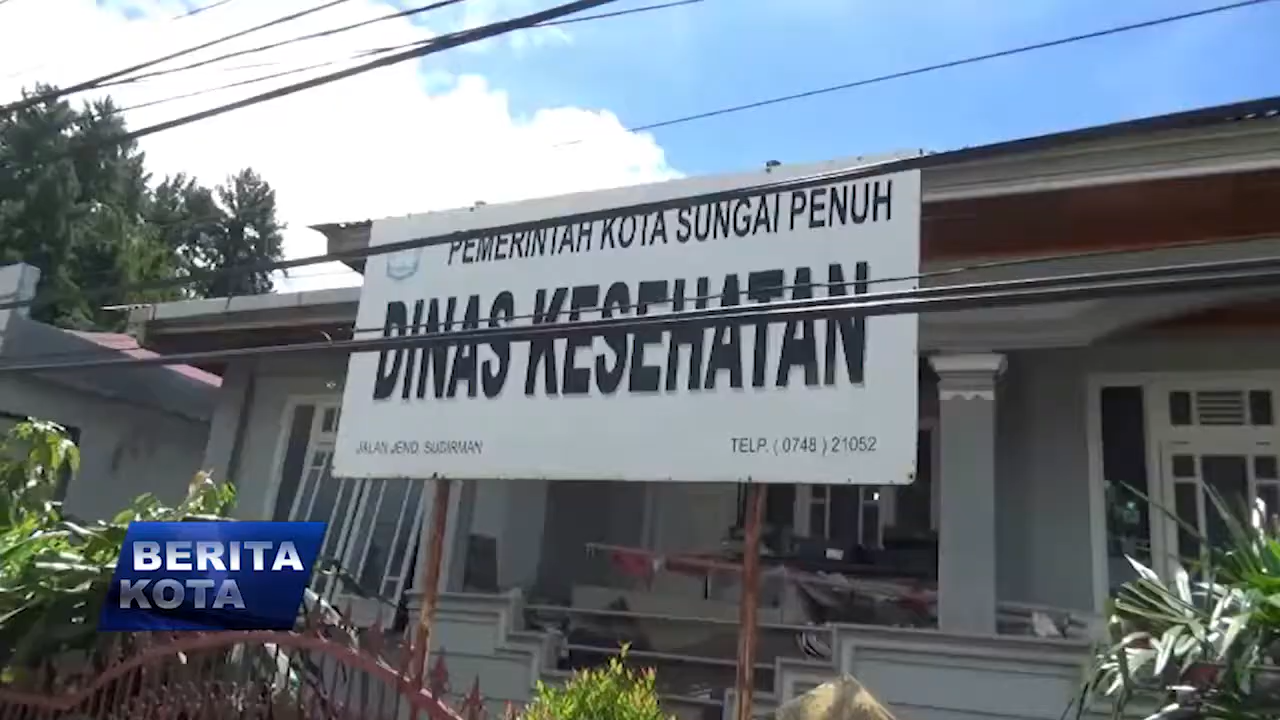 PEMERINTAH KOTA SUNGAI PENUH
DINAS KESEHATAN
JALAN JEND. SUDIRMAN
TELP. ( 0748 ) 21052
BERITA
KOTA